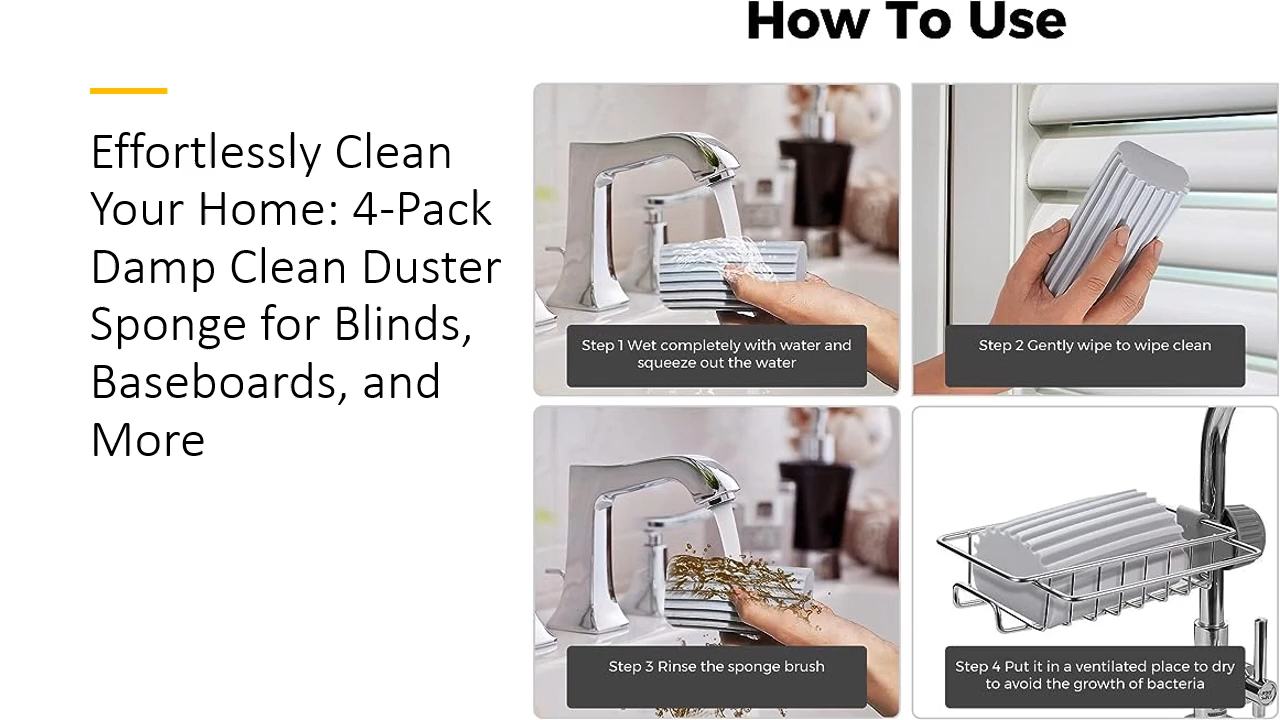 How To Use
Effortlessly Clean
Your Home: 4-Pack
Damp Clean Duster
Sponge for Blinds,
Baseboards, and
More
Step 1 Wet completely with water and
squeeze out the water
Step 2 Gently wipe to wipe clean
Step 3 Rinse the sponge brush
Step 4 Put it in a ventilated place to dry
to avoid the growth of bacteria